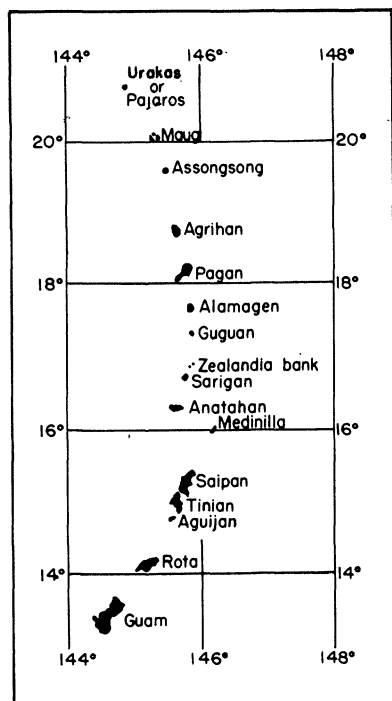 144° 146° 148°
Urakas
or
Pajaros
Maug
20° 20°
Assongsong
Agrihan
Pagan
18° 18°
Alamagen
Guguan
Zealandia bank
Sarigan
Anatahan
Medinilla
16° 16°
Saipan
Tinian
Aguijan
Rota
14° 14°
Guam
144° 146° 148°